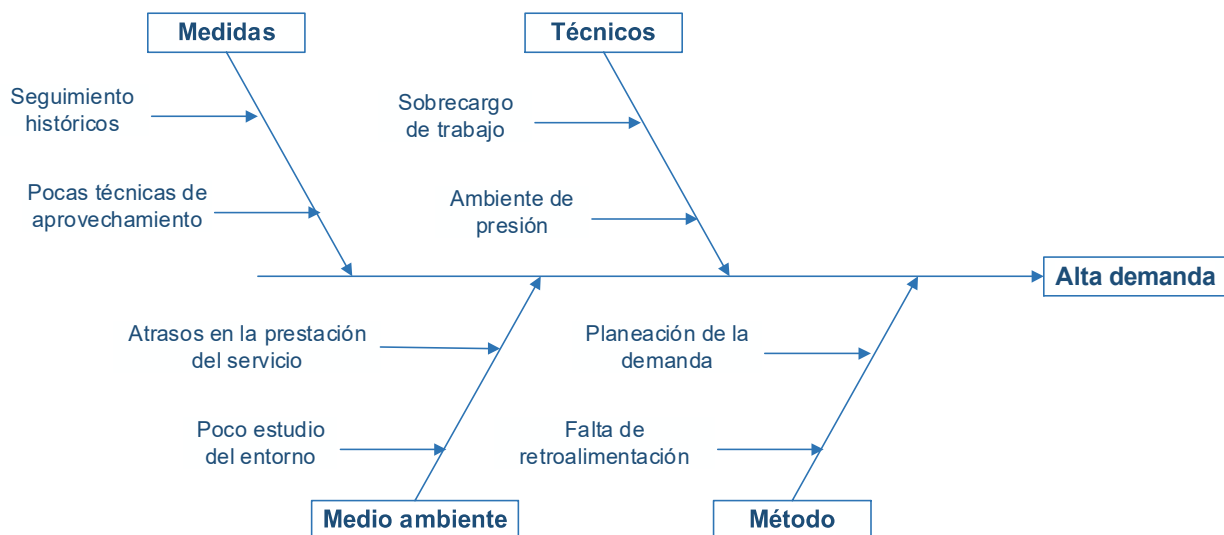 Medidas
Técnicos
Seguimiento
históricos
Sobrecargo
de trabajo
Pocas técnicas de
aprovechamiento
Ambiente de
presión
Alta demanda
Atrasos en la prestación
del servicio
Planeación de la
demanda
Poco estudio
del entorno
Falta de
retroalimentación
Medio ambiente
Método